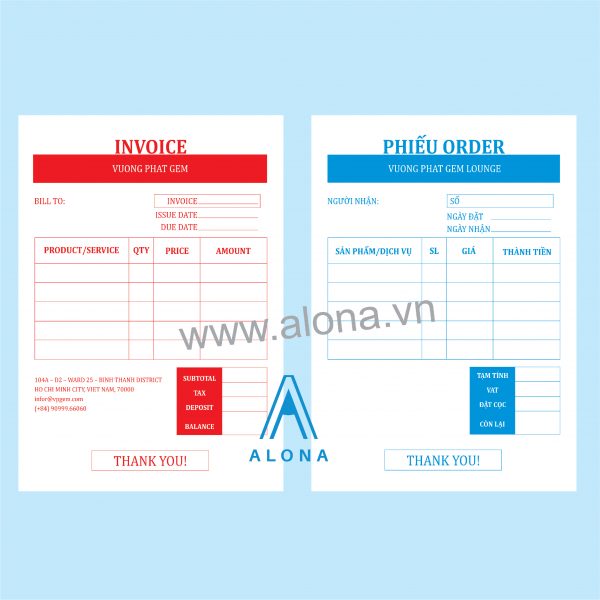 INVOICE
VUONG PHAT GEM
BILL TO:
INVOICE
ISSUE DATE
DUE DATE
PRODUCT/SERVICE QTY PRICE AMOUNT
104A – D2 – WARD 25 – BINH THANH DISTRICT
HO CHI MINH CITY, VIET NAM, 70000
infor@vpgem.com
(+84) 90999.66060
SUBTOTAL
TAX
DEPOSIT
BALANCE
THANK YOU!
PHIẾU ORDER
VUONG PHAT GEM LOUNGE
NGƯỜI NHẬN:
SỐ
NGÀY ĐẶT
NGÀY NHẬN
SẢN PHẨM/DỊCH VỤ SL GIÁ THÀNH TIỀN
TẠM TÍNH
VAT
ĐẶT CỌC
CÒN LẠI
THANK YOU!
www.alona.vn
ALONA